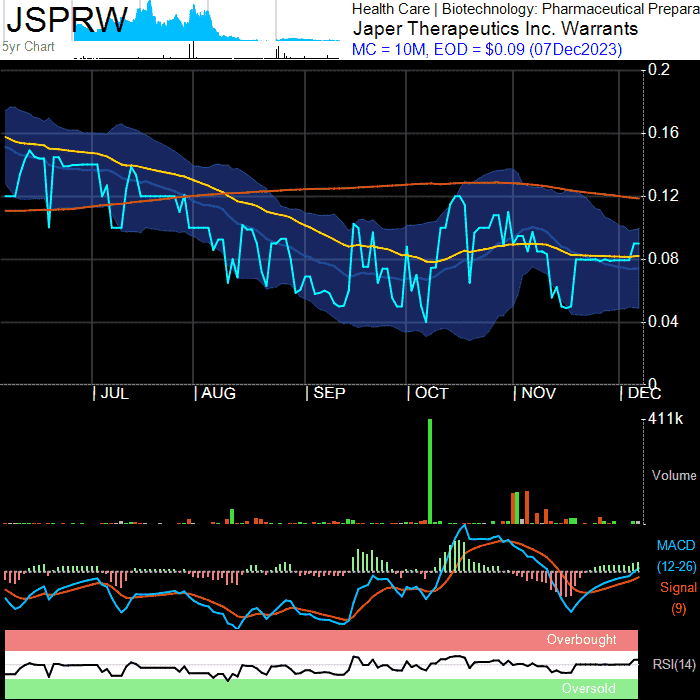 JSPRW
5yr Chart
Health Care | Biotechnology: Pharmaceutical Prepara
Japer Therapeutics Inc. Warrants
MC = 10M, EOD = $0.09 (07Dec2023)
0.2
0.16
0.12
0.08
0.04
0
JUL AUG SEP OCT NOV DEC
411k
Volume
MACD
(12-26)
Signal
(9)
Overbought
RSI(14)
Oversold